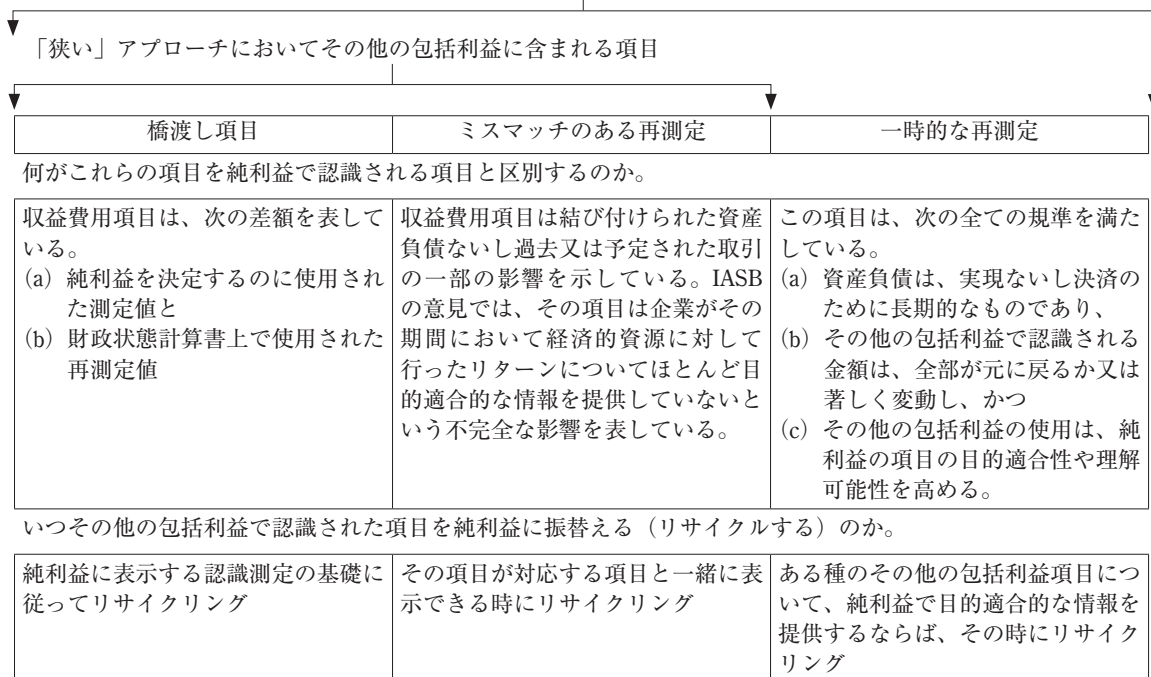 「狭い」アプローチにおいてその他の包括利益に含まれる項目
橋渡し項目
ミスマッチのある再測定
一時的な再測定
何がこれらの項目を純利益で認識される項目と区別するのか。
収益費用項目は、次の差額を表して
いる。
(a) 純利益を決定するのに使用され
た測定値と
(b) 財政状態計算書上で使用された
再測定値
収益費用項目は結び付けられた資産
負債ないし過去又は予定された取引
の一部の影響を示している。IASB
の意見では、その項目は企業がその
期間において経済的資源に対して
行ったリターンについてほとんど目
的適合的な情報を提供していないと
いう不完全な影響を表している。
この項目は、次の全ての規準を満た
している。
(a) 資産負債は、実現ないし決済の
ために長期的なものであり、
(b) その他の包括利益で認識される
金額は、全部が元に戻るか又は
著しく変動し、かつ
(c) その他の包括利益の使用は、純
利益の項目の目的適合性や理解
可能性を高める。
いつその他の包括利益で認識された項目を純利益に振替える（リサイクルする）のか。
純利益に表示する認識測定の基礎に
従ってリサイクリング
その項目が対応する項目と一緒に表
示できる時にリサイクリング
ある種のその他の包括利益項目につ
いて、純利益で目的適合的な情報を
提供するならば、その時にリサイク
リング